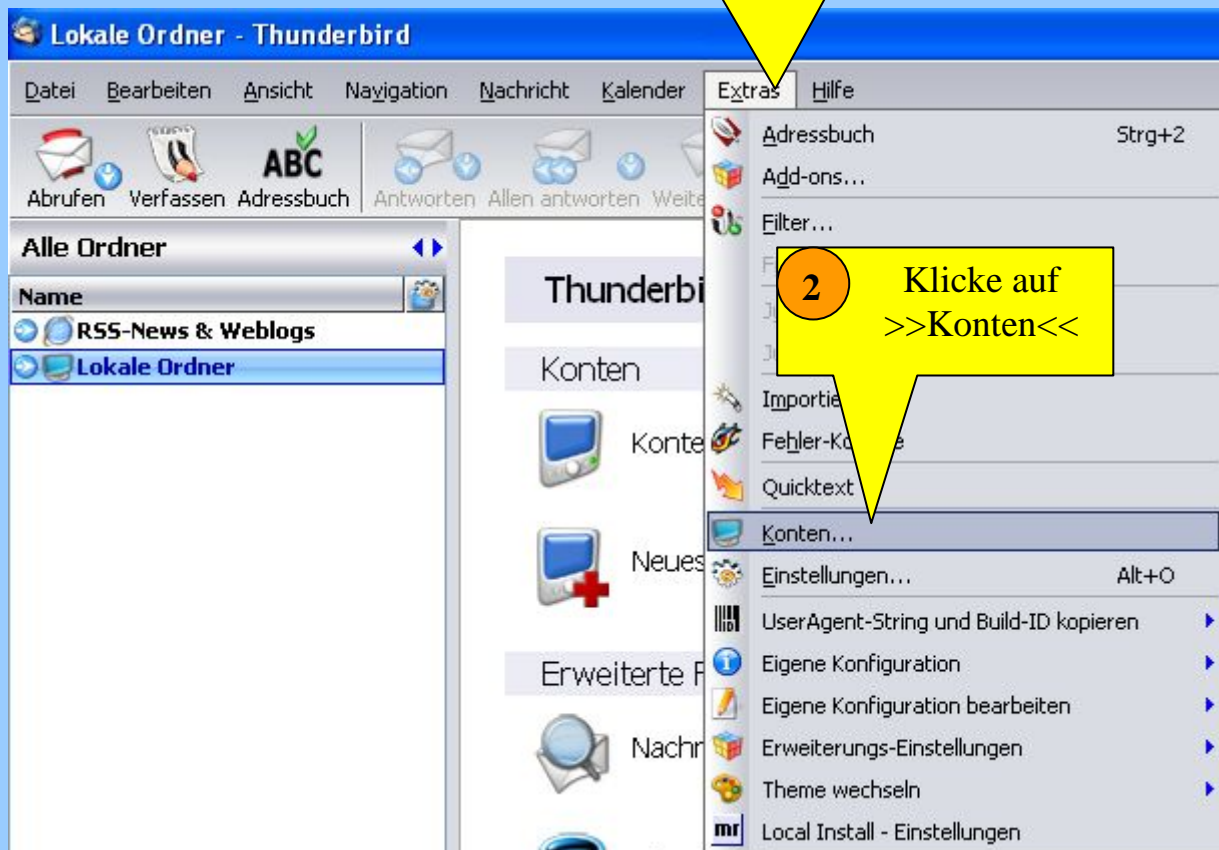 Lokale Ordner - Thunderbird
Datei Bearbeiten Ansicht Navigation Nachricht Kalender Extras Hilfe
Abrufen Verfassen Adressbuch Antworten Allen antworten Weite
ABC
Alle Ordner
Name
RSS-News & Weblogs
Lokale Ordner
Thunderbi
Konten
Konte
Neues
Erweiterte F
Nachr
Adressbuch Strg+2
Add-ons...
Filter...
2 Klicke auf
>>Konten<<
Importie
Fehler-Ko e
Quicktext
Konten...
Einstellungen... Alt+O
UserAgent-String und Build-ID kopieren
Eigene Konfiguration
Eigene Konfiguration bearbeiten
Erweiterungs-Einstellungen
Theme wechseln
mr Local Install - Einstellungen